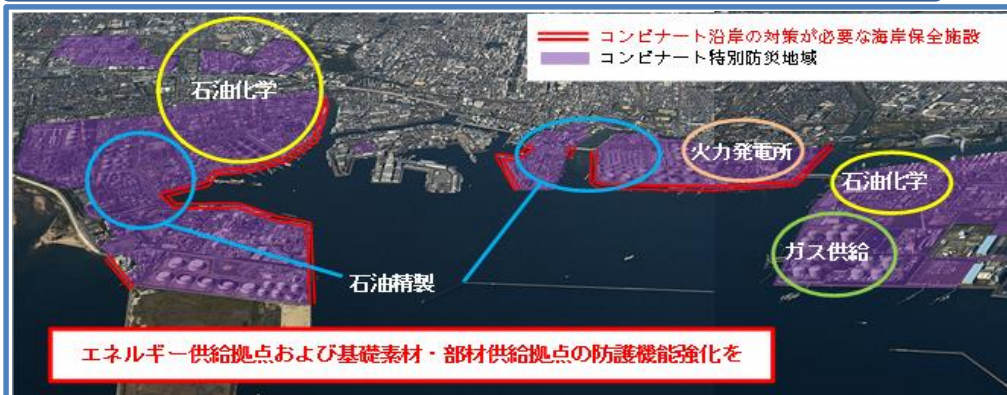 コンビナート沿岸の対策が必要な海岸保全施設
コンビナート特別防災地域
石油化学
火力発電所
石油化学
ガス供給
石油精製
エネルギー供給拠点および基礎素材・部材供給拠点の防護機能強化を